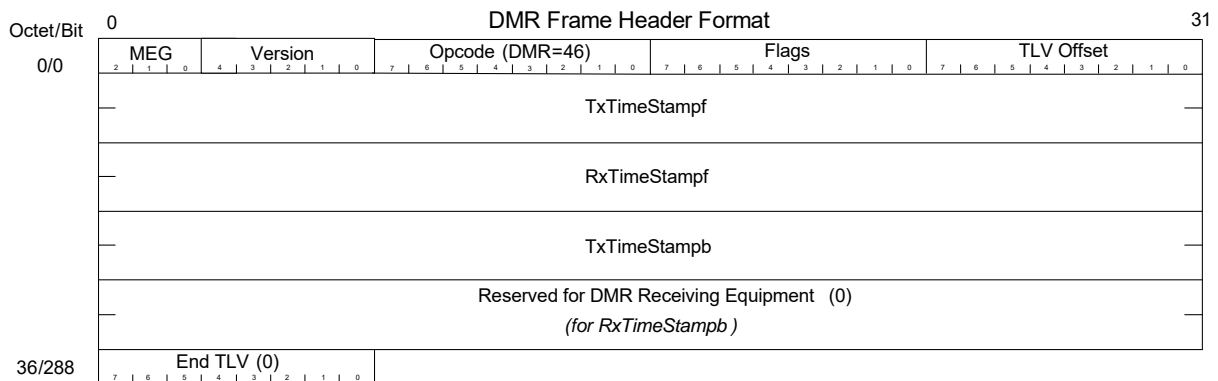 DMR Frame Header Format
Octet/Bit 0 31
MEG Version Opcode (DMR=46) Flags TLV Offset
0/0 2 1 0 4 3 2 1 0 7 6 5 4 3 2 1 0 7 6 5 4 3 2 1 0 7 6 5 4 3 2 1 0
TxTimeStampf
RxTimeStampf
TxTimeStampb
Reserved for DMR Receiving Equipment (0)
(for RxTimeStampb )
End TLV (0)
36/288 7 6 5 4 3 2 1 0